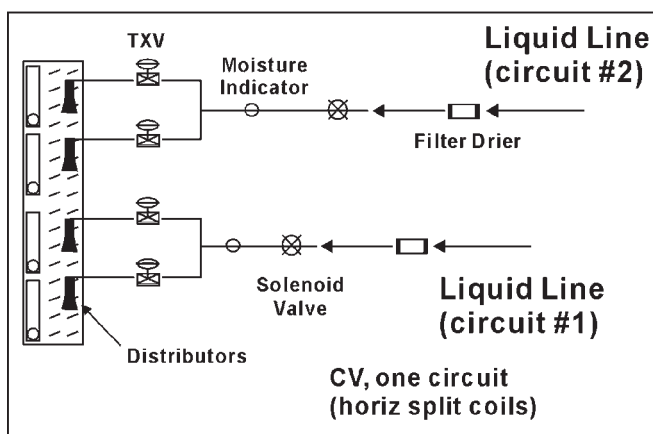 TXV
Liquid Line
(circuit #2)
Moisture
Indicator
Filter Drier
Solenoid
Valve
Liquid Line
(circuit #1)
Distributors
CV, one circuit
(horiz split coils)